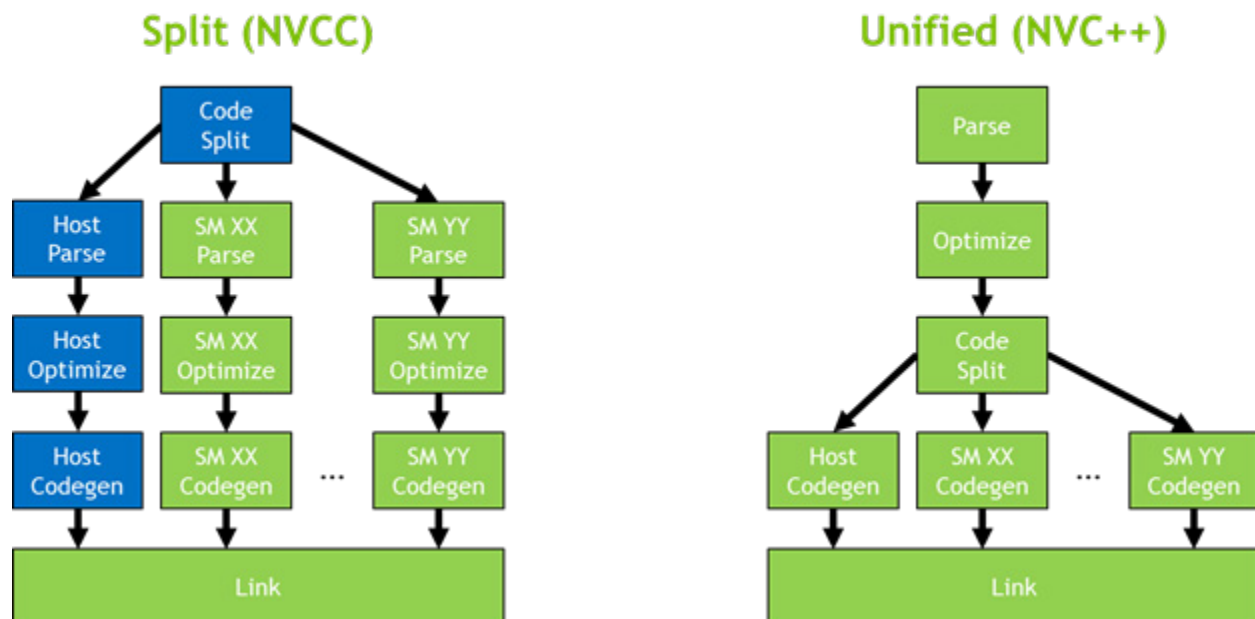 Split (NVCC)
Code
Split
Host
Parse
SM XX
Parse
SM YY
Parse
Host
Optimize
SM XX
Optimize
SM YY
Optimize
Host
Codegen
SM XX
Codegen
...
SM YY
Codegen
Link
Unified (NVC++)
Parse
Optimize
Code
Split
Host
Codegen
SM XX
Codegen
...
SM YY
Codegen
Link